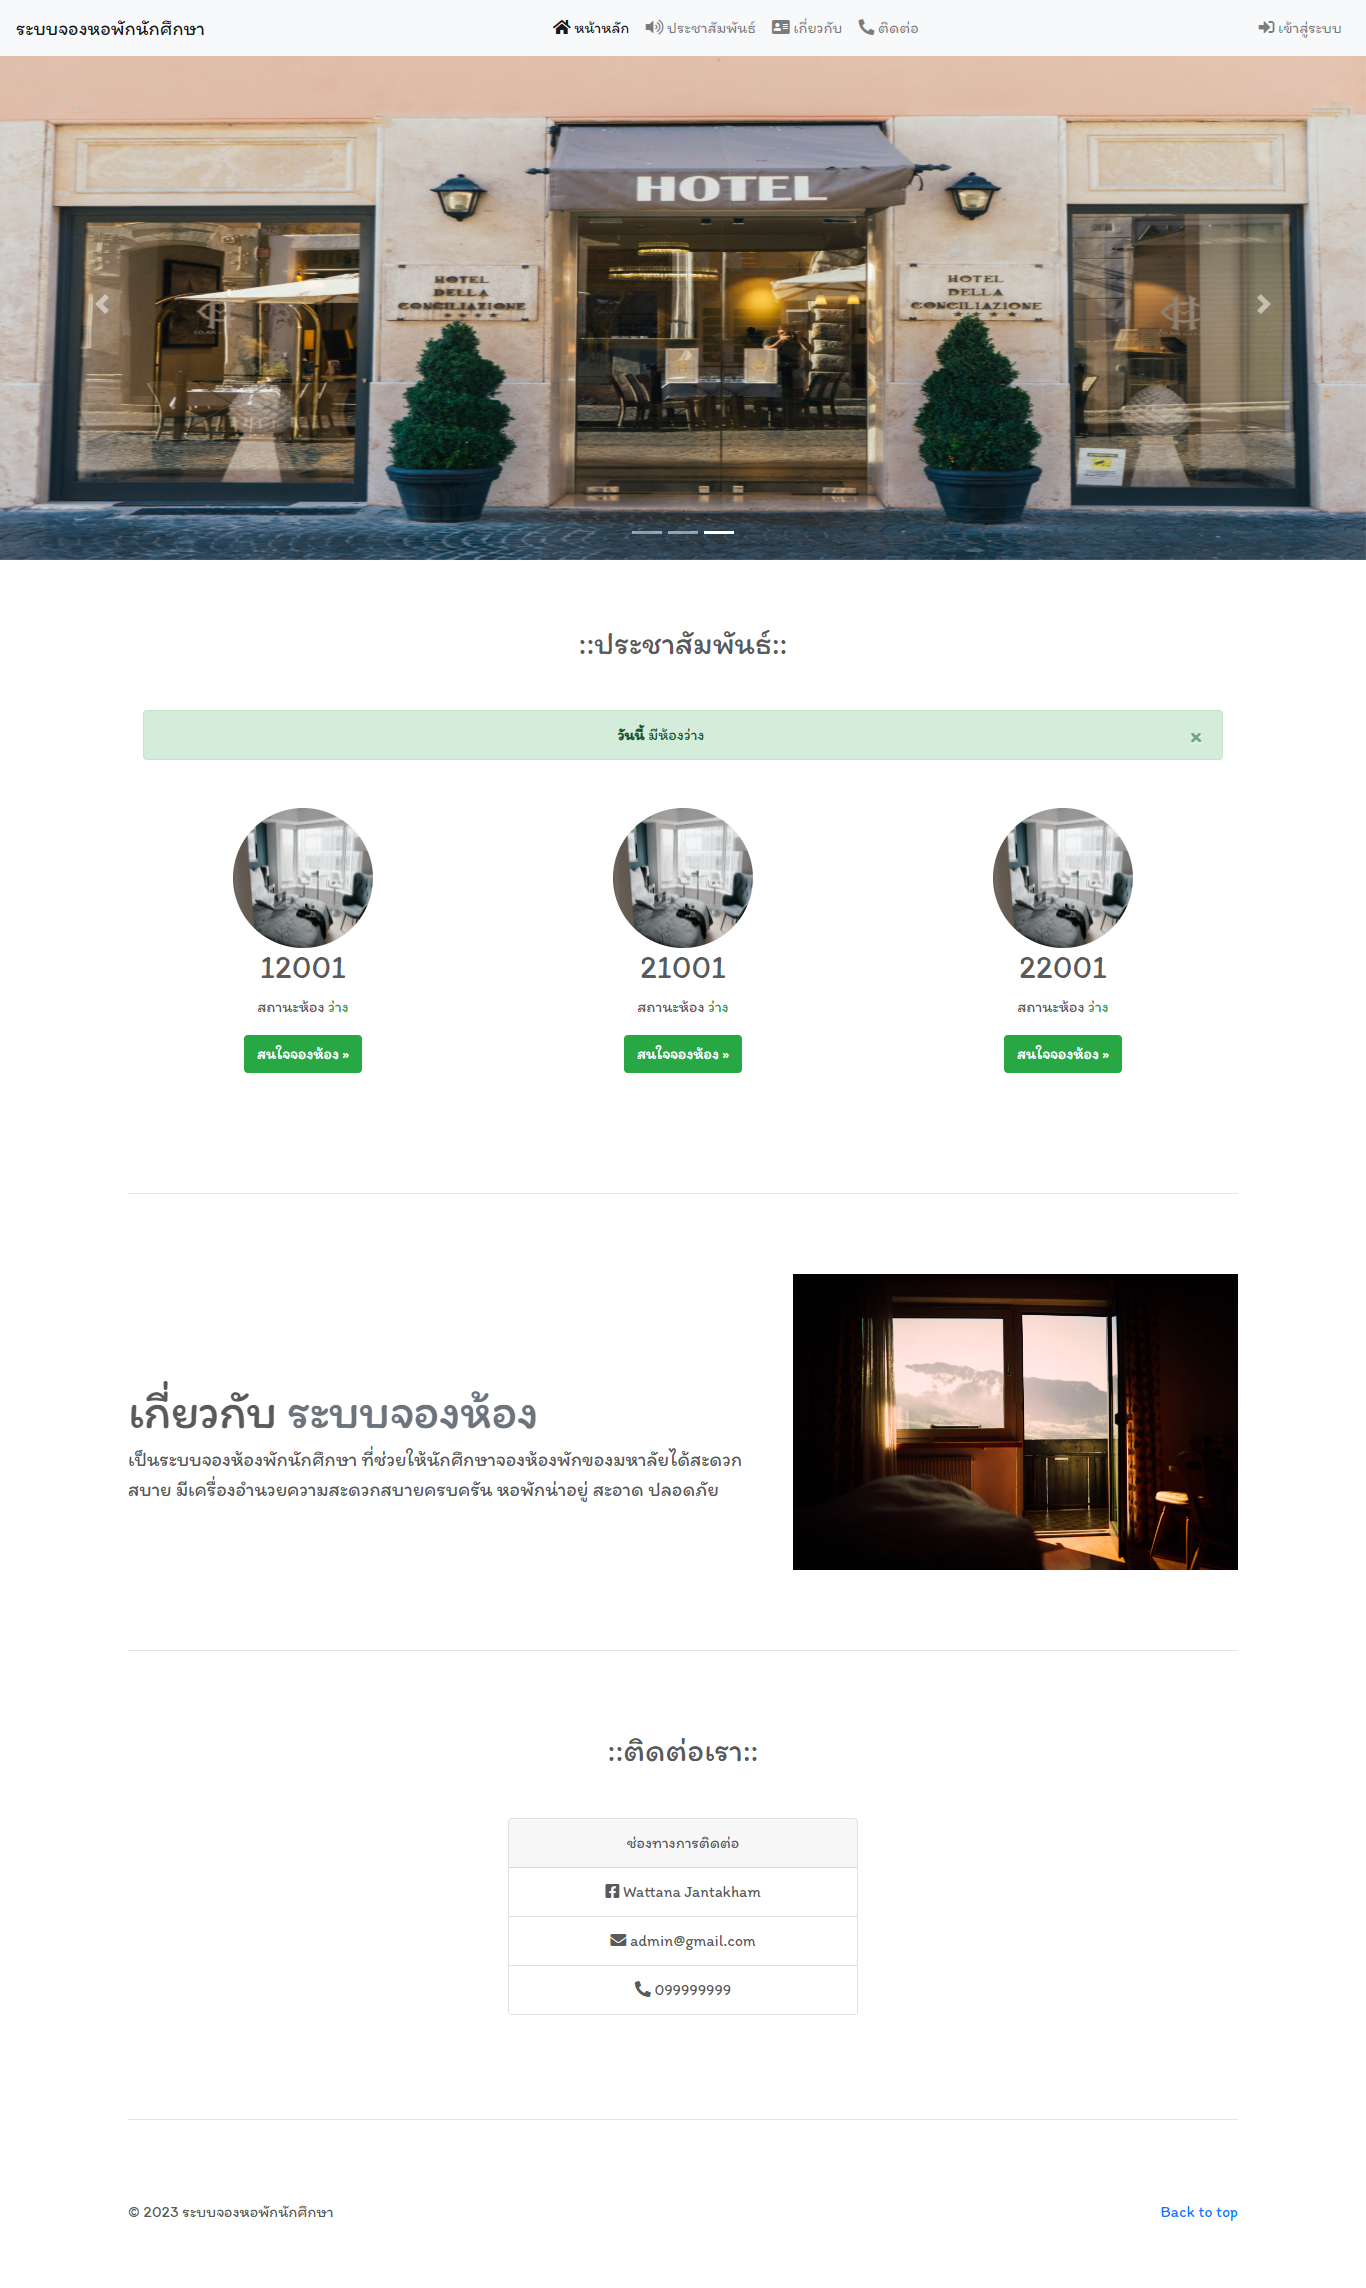 ระบบจองหอพักนักศึกษา
หน้าหลัก ประชาสัมพันธ์ เกี่ยวกับ ติดต่อ
เข้าสู่ระบบ
HOTEL
HOTEL
DELLA
CONCILIAZIONE
HOTEL
DELLA
CONCILIAZIONE
::ประชาสัมพันธ์::
วันนี้ มีห้องว่าง
×
12001
สถานะห้อง ว่าง
สนใจจองห้อง »
21001
สถานะห้อง ว่าง
สนใจจองห้อง »
22001
สถานะห้อง ว่าง
สนใจจองห้อง »
เกี่ยวกับ ระบบจองห้อง
เป็นระบบจองห้องพักนักศึกษา ที่ช่วยให้นักศึกษาจองห้องพักของมหาลัยได้สะดวก
สบาย มีเครื่องอำนวยความสะดวกสบายครบครัน หอพักน่าอยู่ สะอาด ปลอดภัย
::ติดต่อเรา::
ช่องทางการติดต่อ
Wattana Jantakham
admin@gmail.com
099999999
© 2023 ระบบจองหอพักนักศึกษา
Back to top